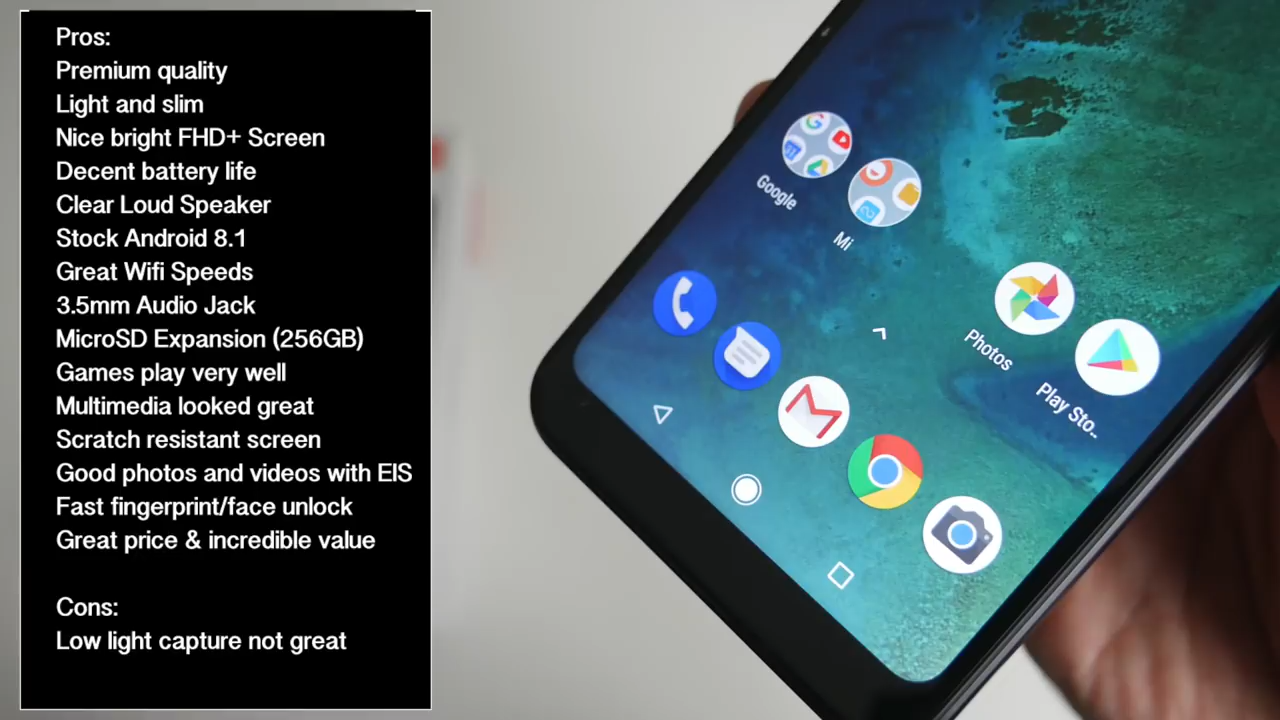 Pros:
Premium quality
Light and slim
Nice bright FHD+ Screen
Decent battery life
Clear Loud Speaker
Stock Android 8.1
Great Wifi Speeds
3.5mm Audio Jack
MicroSD Expansion (256GB)
Games play very well
Multimedia looked great
Scratch resistant screen
Good photos and videos with EIS
Fast fingerprint/face unlock
Great price & incredible value
Cons:
Low light capture not great
Google
Mi
Photos
Play Sto..